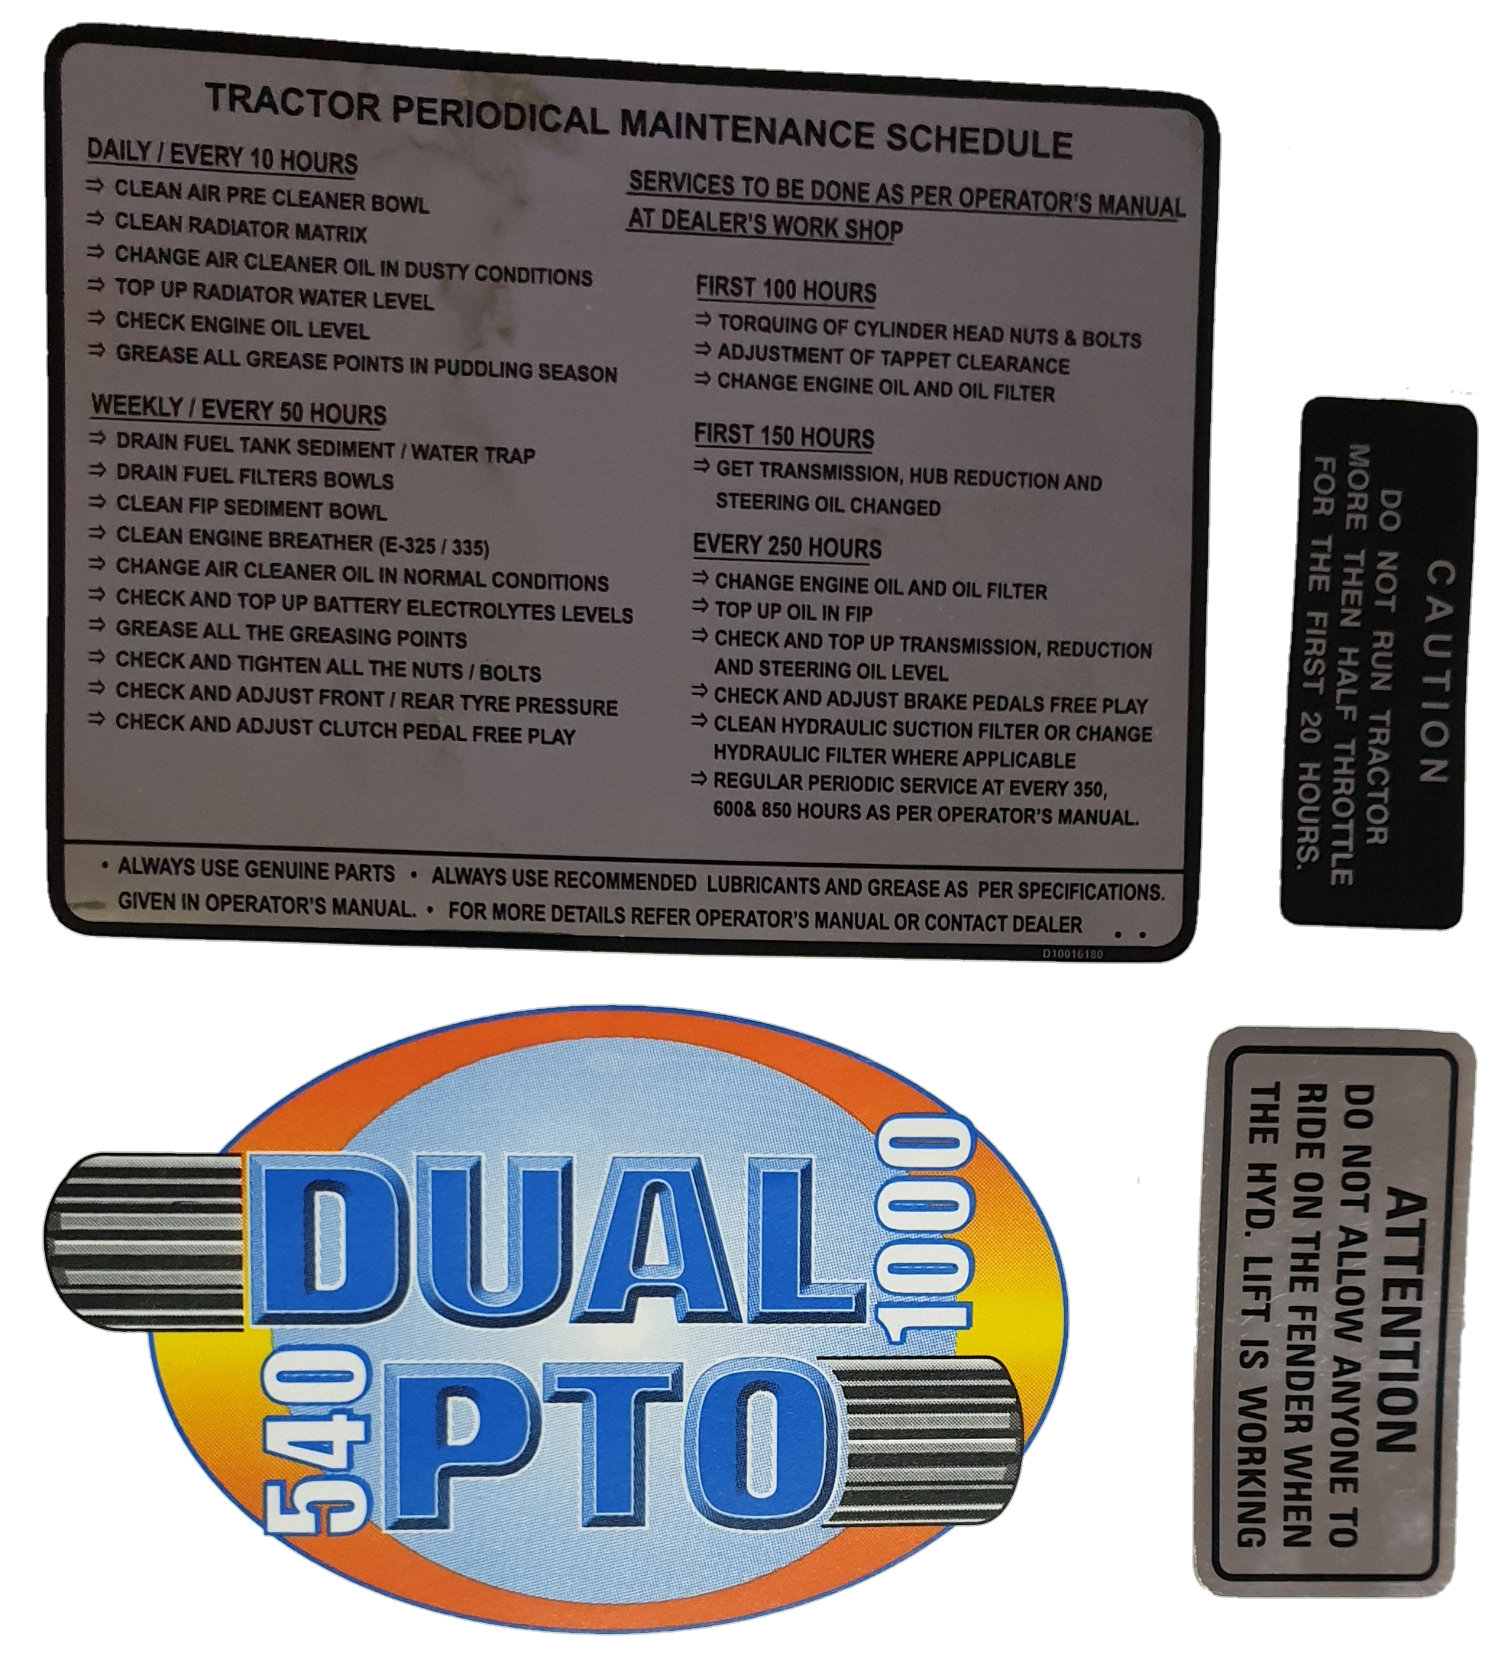 TRACTOR PERIODICAL MAINTENANCE SCHEDULE
DAILY / EVERY 10 HOURS
⇒ CLEAN AIR PRE CLEANER BOWL
⇒ CLEAN RADIATOR MATRIX
⇒ CHANGE AIR CLEANER OIL IN DUSTY CONDITIONS
⇒ TOP UP RADIATOR WATER LEVEL
⇒ CHECK ENGINE OIL LEVEL
⇒ GREASE ALL GREASE POINTS IN PUDDLING SEASON
WEEKLY / EVERY 50 HOURS
⇒ DRAIN FUEL TANK SEDIMENT / WATER TRAP
⇒ DRAIN FUEL FILTERS BOWLS
⇒ CLEAN FIP SEDIMENT BOWL
⇒ CLEAN ENGINE BREATHER (E-325 / 335)
⇒ CHANGE AIR CLEANER OIL IN NORMAL CONDITIONS
⇒ CHECK AND TOP UP BATTERY ELECTROLYTES LEVELS
⇒ GREASE ALL THE GREASING POINTS
⇒ CHECK AND TIGHTEN ALL THE NUTS / BOLTS
⇒ CHECK AND ADJUST FRONT / REAR TYRE PRESSURE
⇒ CHECK AND ADJUST CLUTCH PEDAL FREE PLAY
SERVICES TO BE DONE AS PER OPERATOR'S MANUAL
AT DEALER'S WORK SHOP
FIRST 100 HOURS
⇒ TORQUING OF CYLINDER HEAD NUTS & BOLTS
⇒ ADJUSTMENT OF TAPPET CLEARANCE
⇒ CHANGE ENGINE OIL AND OIL FILTER
FIRST 150 HOURS
⇒ GET TRANSMISSION, HUB REDUCTION AND
STEERING OIL CHANGED
EVERY 250 HOURS
⇒ CHANGE ENGINE OIL AND OIL FILTER
⇒ TOP UP OIL IN FIP
⇒ CHECK AND TOP UP TRANSMISSION, REDUCTION
AND STEERING OIL LEVEL
⇒ CHECK AND ADJUST BRAKE PEDALS FREE PLAY
⇒ CLEAN HYDRAULIC SUCTION FILTER OR CHANGE
HYDRAULIC FILTER WHERE APPLICABLE
⇒ REGULAR PERIODIC SERVICE AT EVERY 350,
600& 850 HOURS AS PER OPERATOR'S MANUAL.
• ALWAYS USE GENUINE PARTS • ALWAYS USE RECOMMENDED LUBRICANTS AND GREASE AS PER SPECIFICATIONS.
GIVEN IN OPERATOR'S MANUAL. • FOR MORE DETAILS REFER OPERATOR'S MANUAL OR CONTACT DEALER • •
D10016180
CAUTION
DO NOT RUN TRACTOR
MORE THEN HALF THROTTLE
FOR THE FIRST 20 HOURS.
DUAL
1000
540
PTO
ATTENTION
DO NOT ALLOW ANYONE TO
RIDE ON THE FENDER WHEN
THE HYD. LIFT IS WORKING